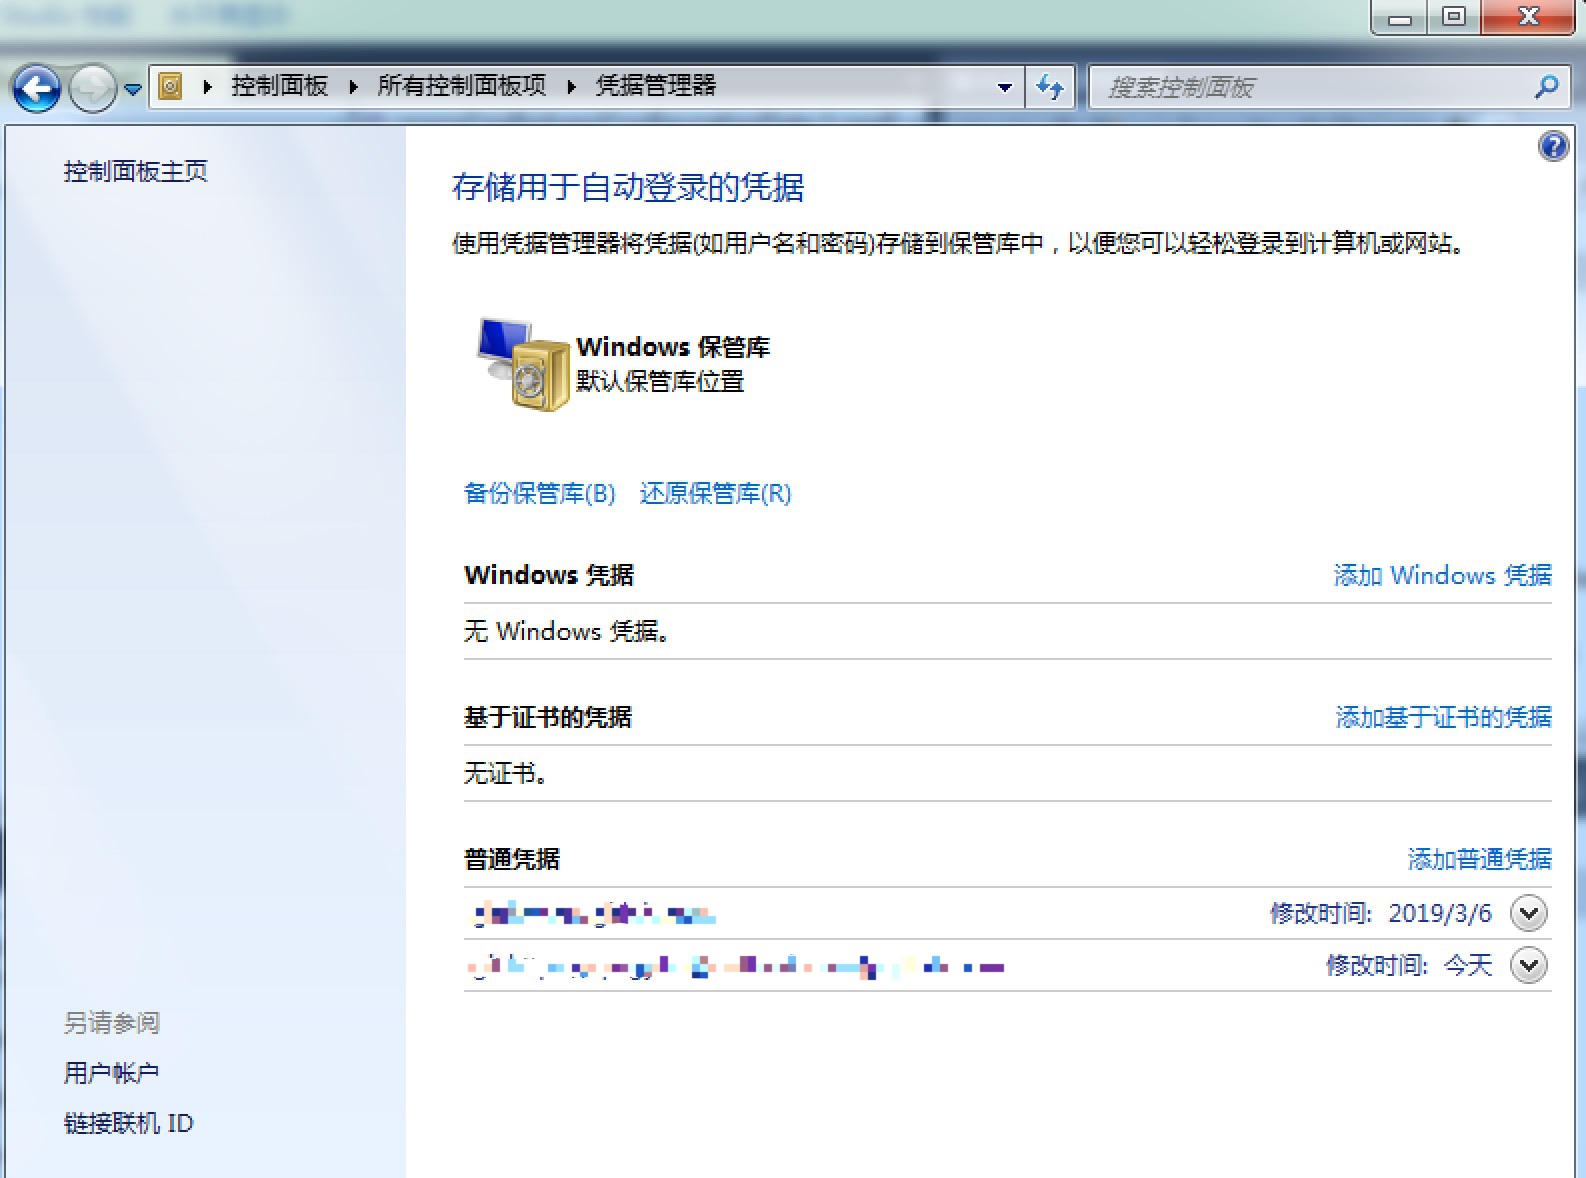 控制面板 ▸ 所有控制面板项 ▸ 凭据管理器
搜索控制面板
控制面板主页
存储用于自动登录的凭据
使用凭据管理器将凭据(如用户名和密码)存储到保管库中，以便您可以轻松登录到计算机或网站。
Windows 保管库
默认保管库位置
备份保管库(B) 还原保管库(R)
Windows 凭据 添加 Windows 凭据
无 Windows 凭据。
基于证书的凭据 添加基于证书的凭据
无证书。
普通凭据 添加普通凭据
修改时间: 2019/3/6
修改时间: 今天
另请参阅
用户帐户
链接联机 ID